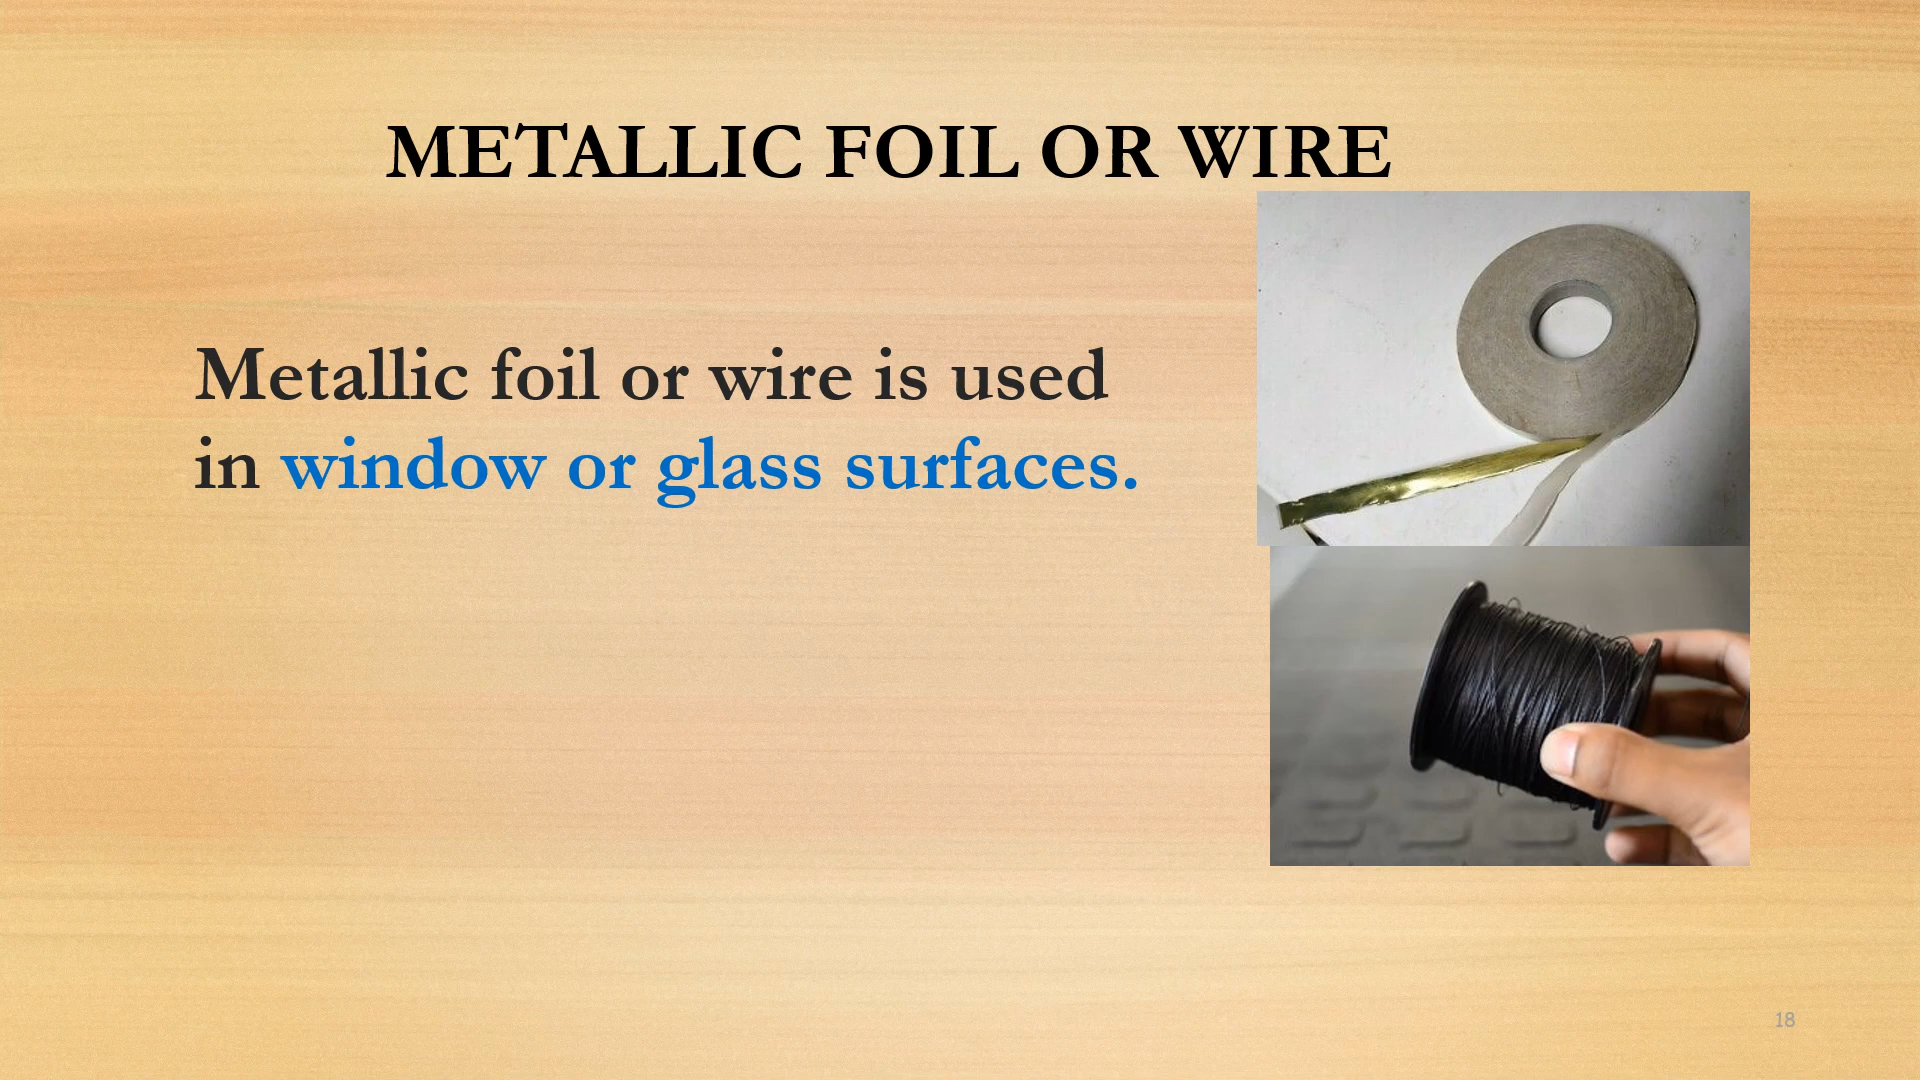 METALLIC FOIL OR WIRE
Metallic foil or wire is used
in window or glass surfaces.
18